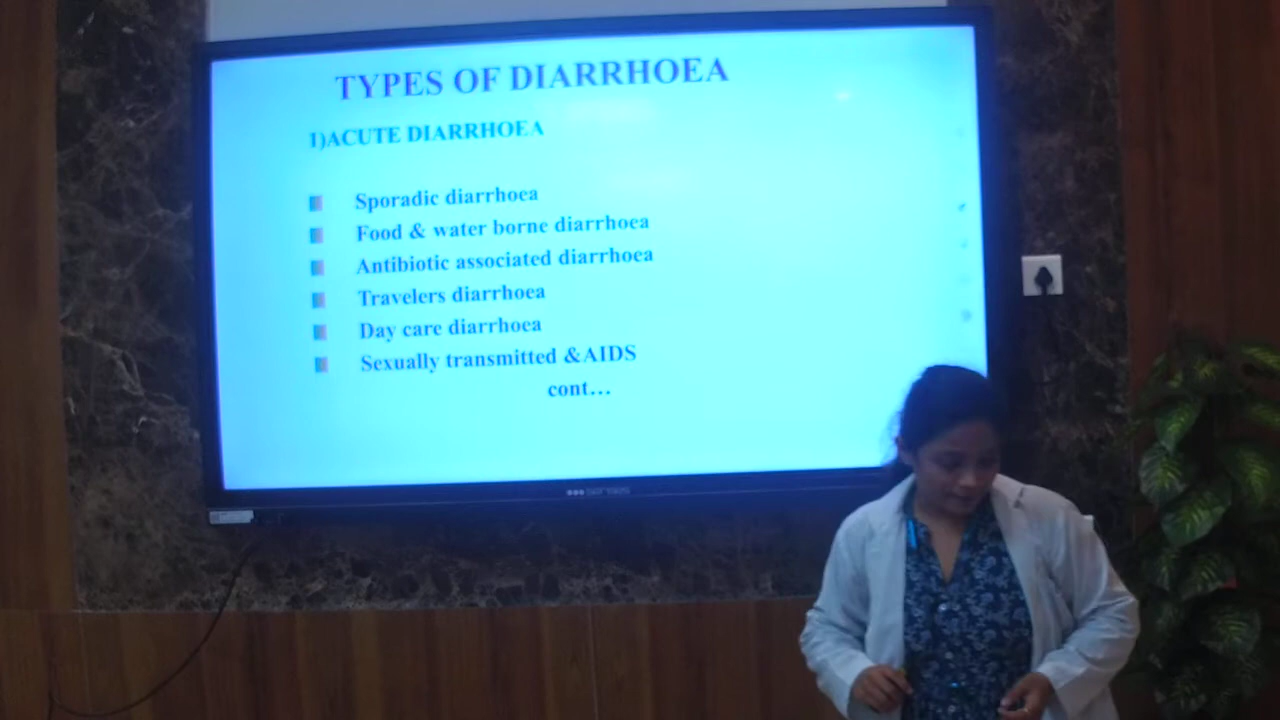 TYPES OF DIARRHOEA
1)ACUTE DIARRHOEA
Sporadic diarrhoea
Food & water borne diarrhoea
Antibiotic associated diarrhoea
Travelers diarrhoea
Day care diarrhoea
Sexually transmitted &AIDS
cont...